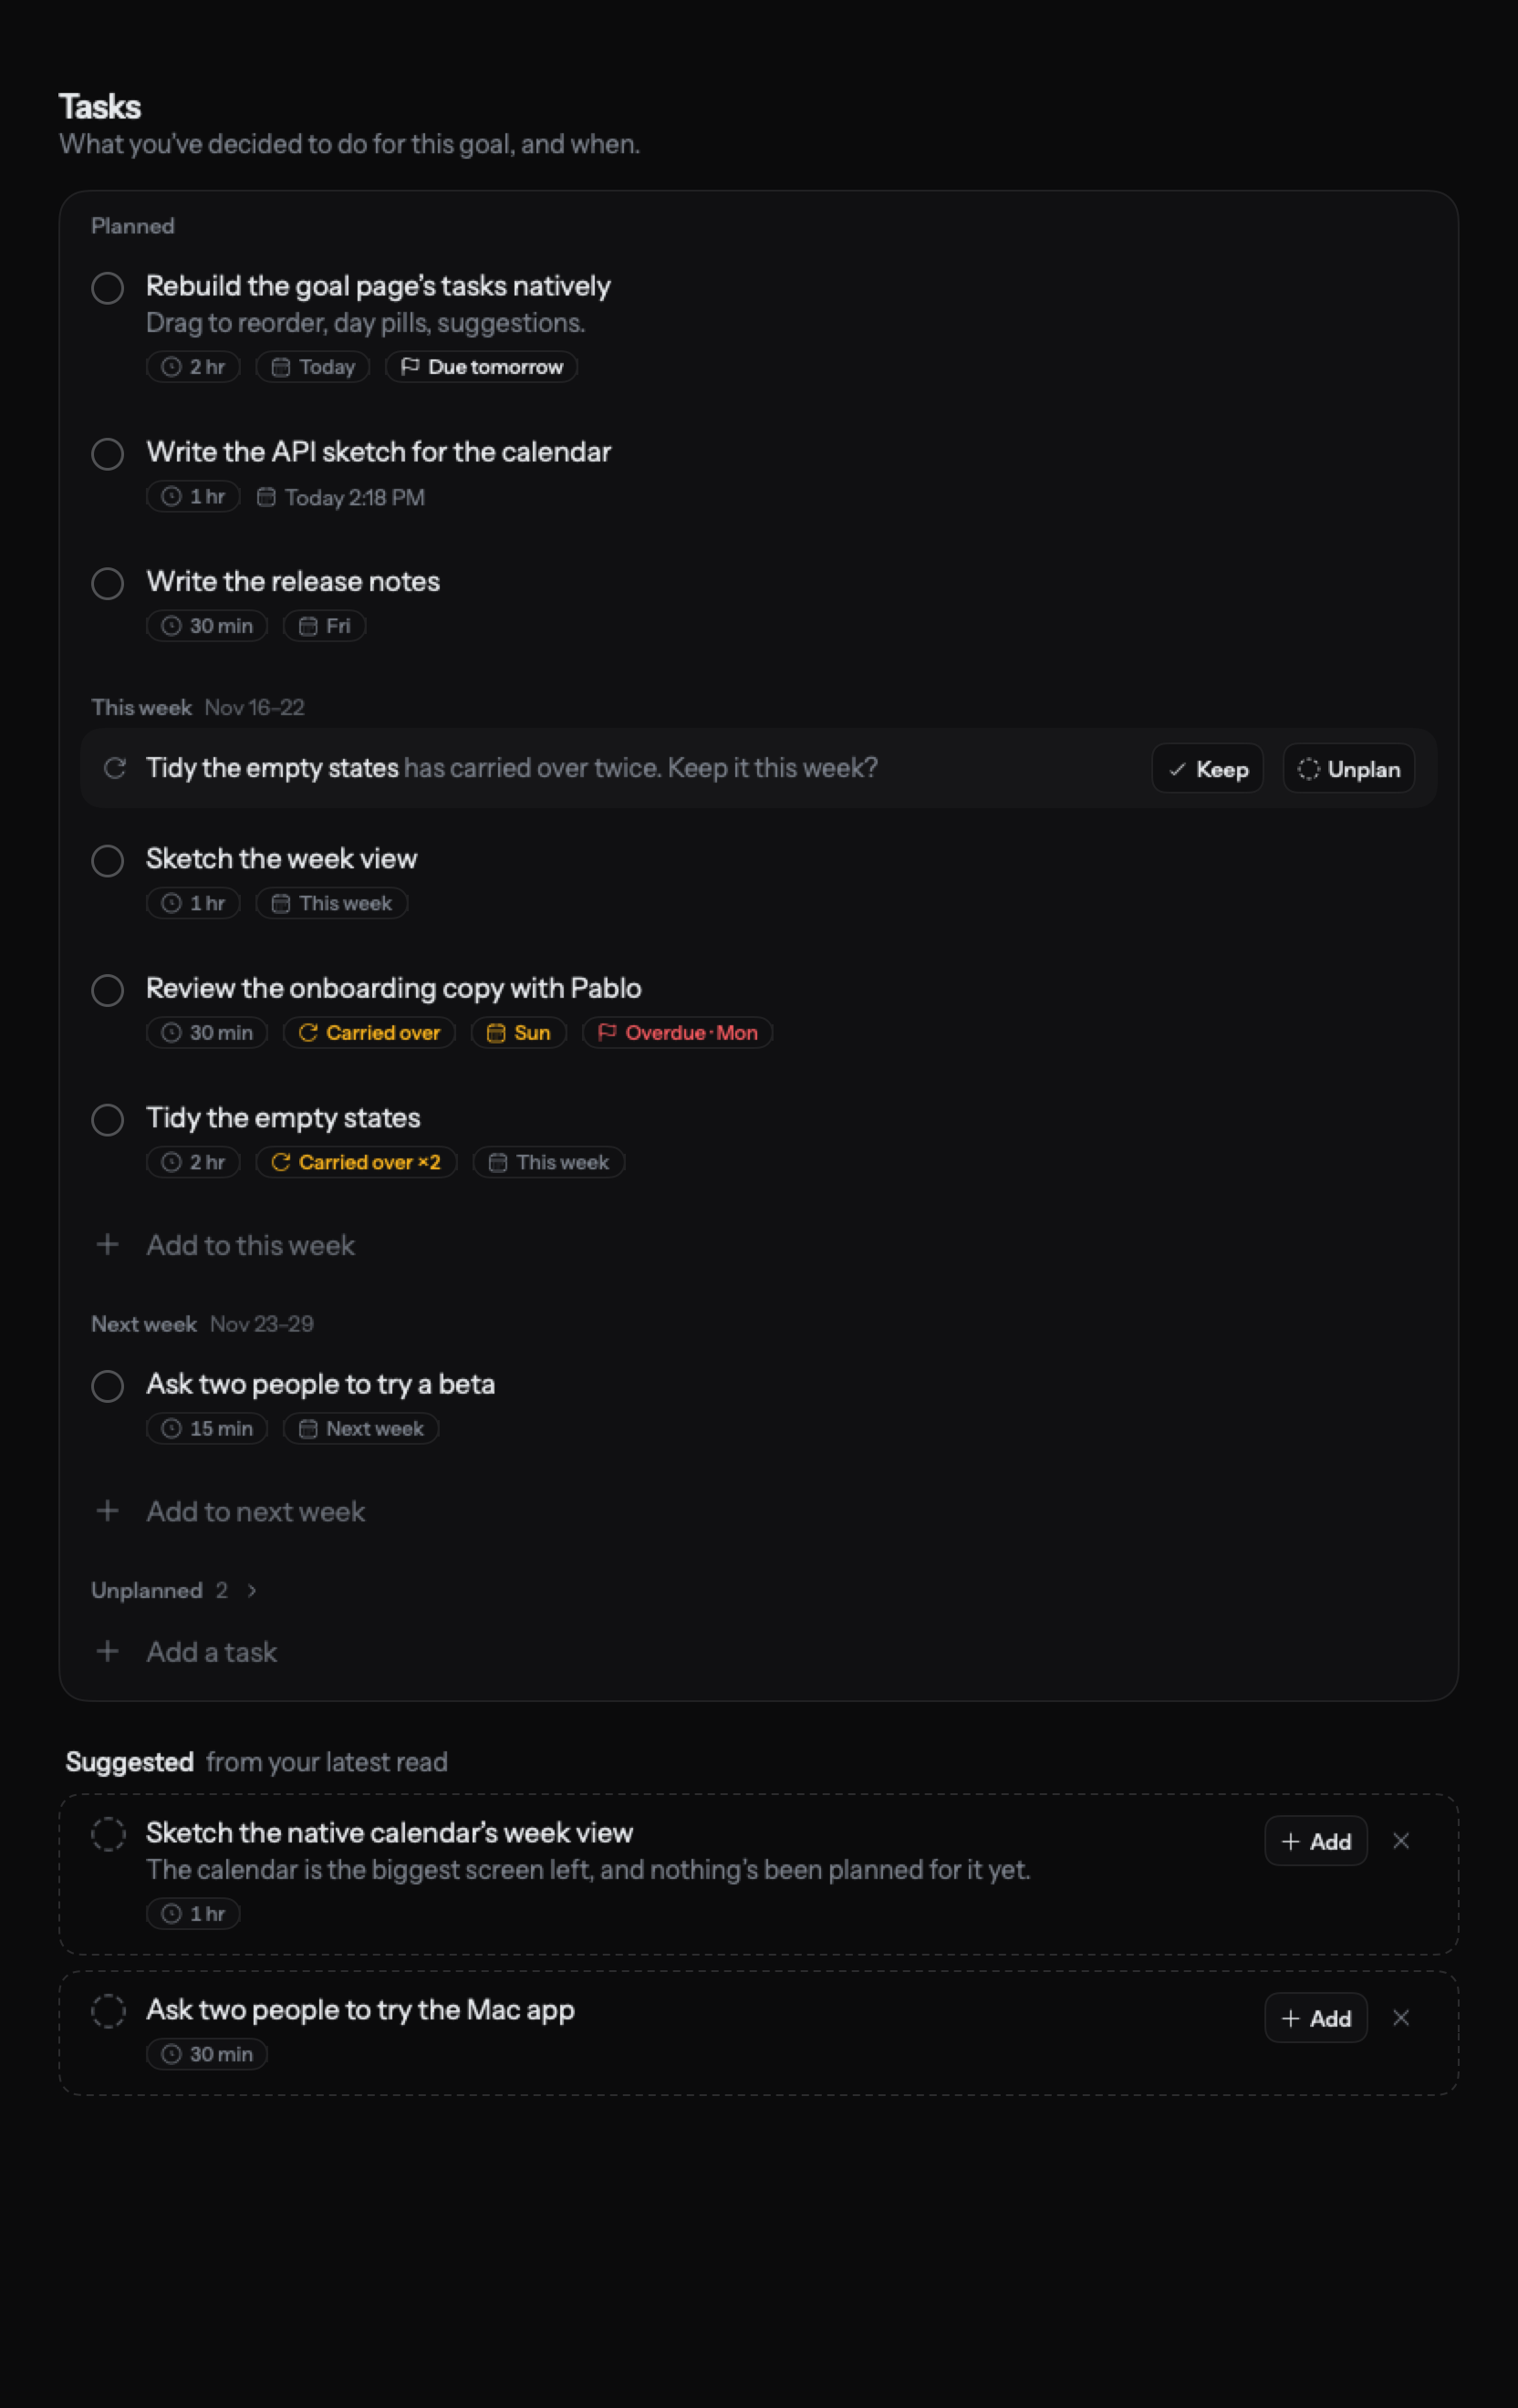 Tasks
What you've decided to do for this goal, and when.
Planned
Rebuild the goal page's tasks natively
Drag to reorder, day pills, suggestions.
2 hr Today Due tomorrow
Write the API sketch for the calendar
1 hr Today 2:18 PM
Write the release notes
30 min Fri
This week Nov 16–22
Tidy the empty states has carried over twice. Keep it this week? Keep Unplan
Sketch the week view
1 hr This week
Review the onboarding copy with Pablo
30 min Carried over Sun Overdue · Mon
Tidy the empty states
2 hr Carried over ×2 This week
Add to this week
Next week Nov 23–29
Ask two people to try a beta
15 min Next week
Add to next week
Unplanned 2
Add a task
Suggested from your latest read
Sketch the native calendar's week view Add
The calendar is the biggest screen left, and nothing's been planned for it yet.
1 hr
Ask two people to try the Mac app Add
30 min